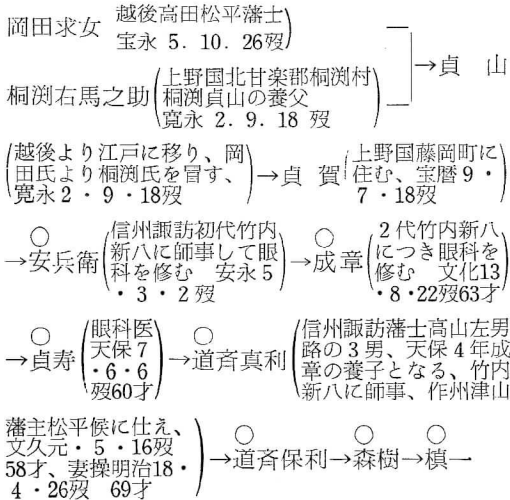 岡田求女(越後高田松平藩士
宝永 5. 10. 26歿)
桐渕右馬之助(上野国北甘楽郡桐渕村
桐渕貞山の養父
寛永 2. 9. 18 歿)
→貞 山
(越後より江戸に移り、岡
田氏より桐渕氏を冒す、
寛永2・9・18歿)
→貞 賀(上野国藤岡町に
住む、宝暦9・
7・18歿)
○
→安兵衛(信州諏訪初代竹内
新八に師事して眼
科を修む 安永5
・3・2歿)
○
→成章(2代竹内新八
につき眼科を
修む 文化13
・8・22歿63才)
○
→貞寿(眼科医
天保7
・6・6
歿60才)
○
→道斉真利(信州諏訪藩士高山左男
路の3男、天保4年成
章の養子となる、竹内
新八に師事、作州津山
藩主松平候に仕え、
文久元・5・16歿
58才、妻操明治18・
4・26歿 69才)
○ ○ ○
→道斉保利→森樹→槙一